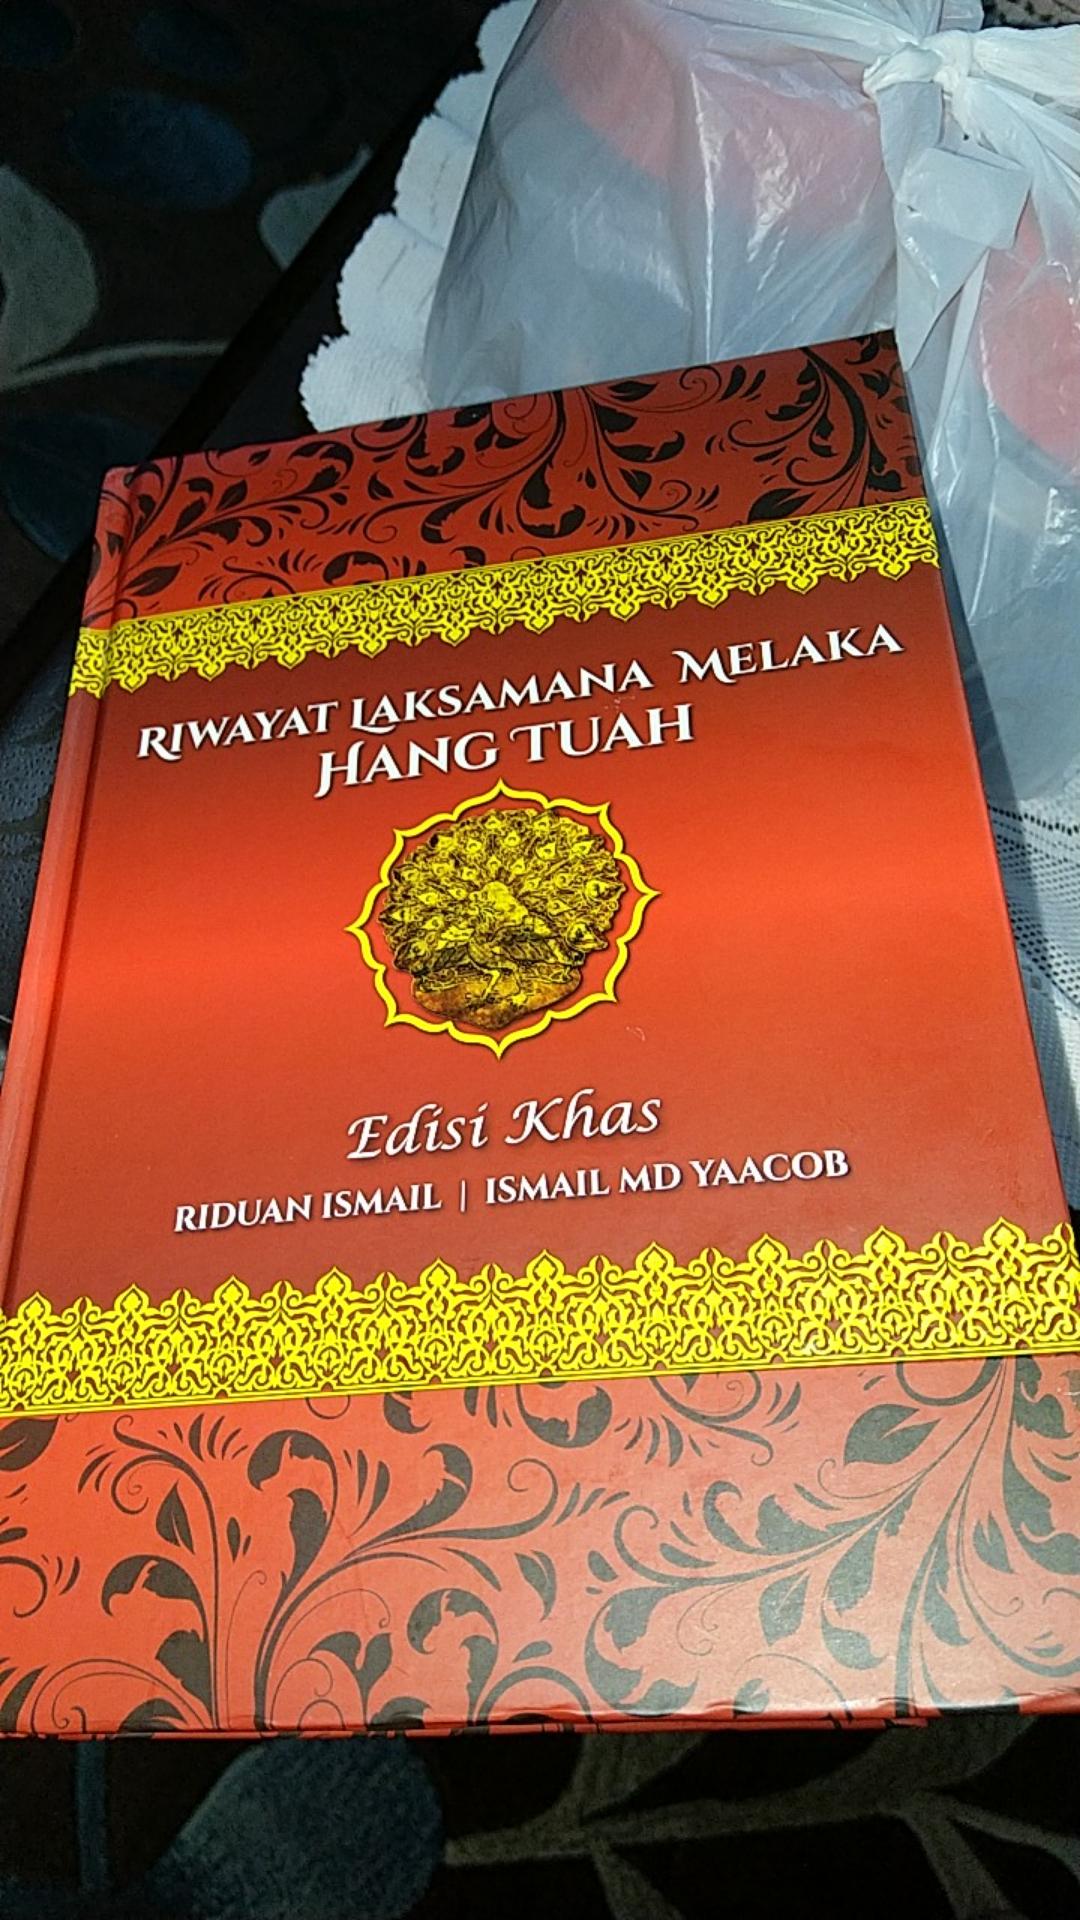 RIWAYAT LAKSAMANA MELAKA
HANG TUAH
Edisi Khas
RIDUAN ISMAIL | ISMAIL MD YAACOB